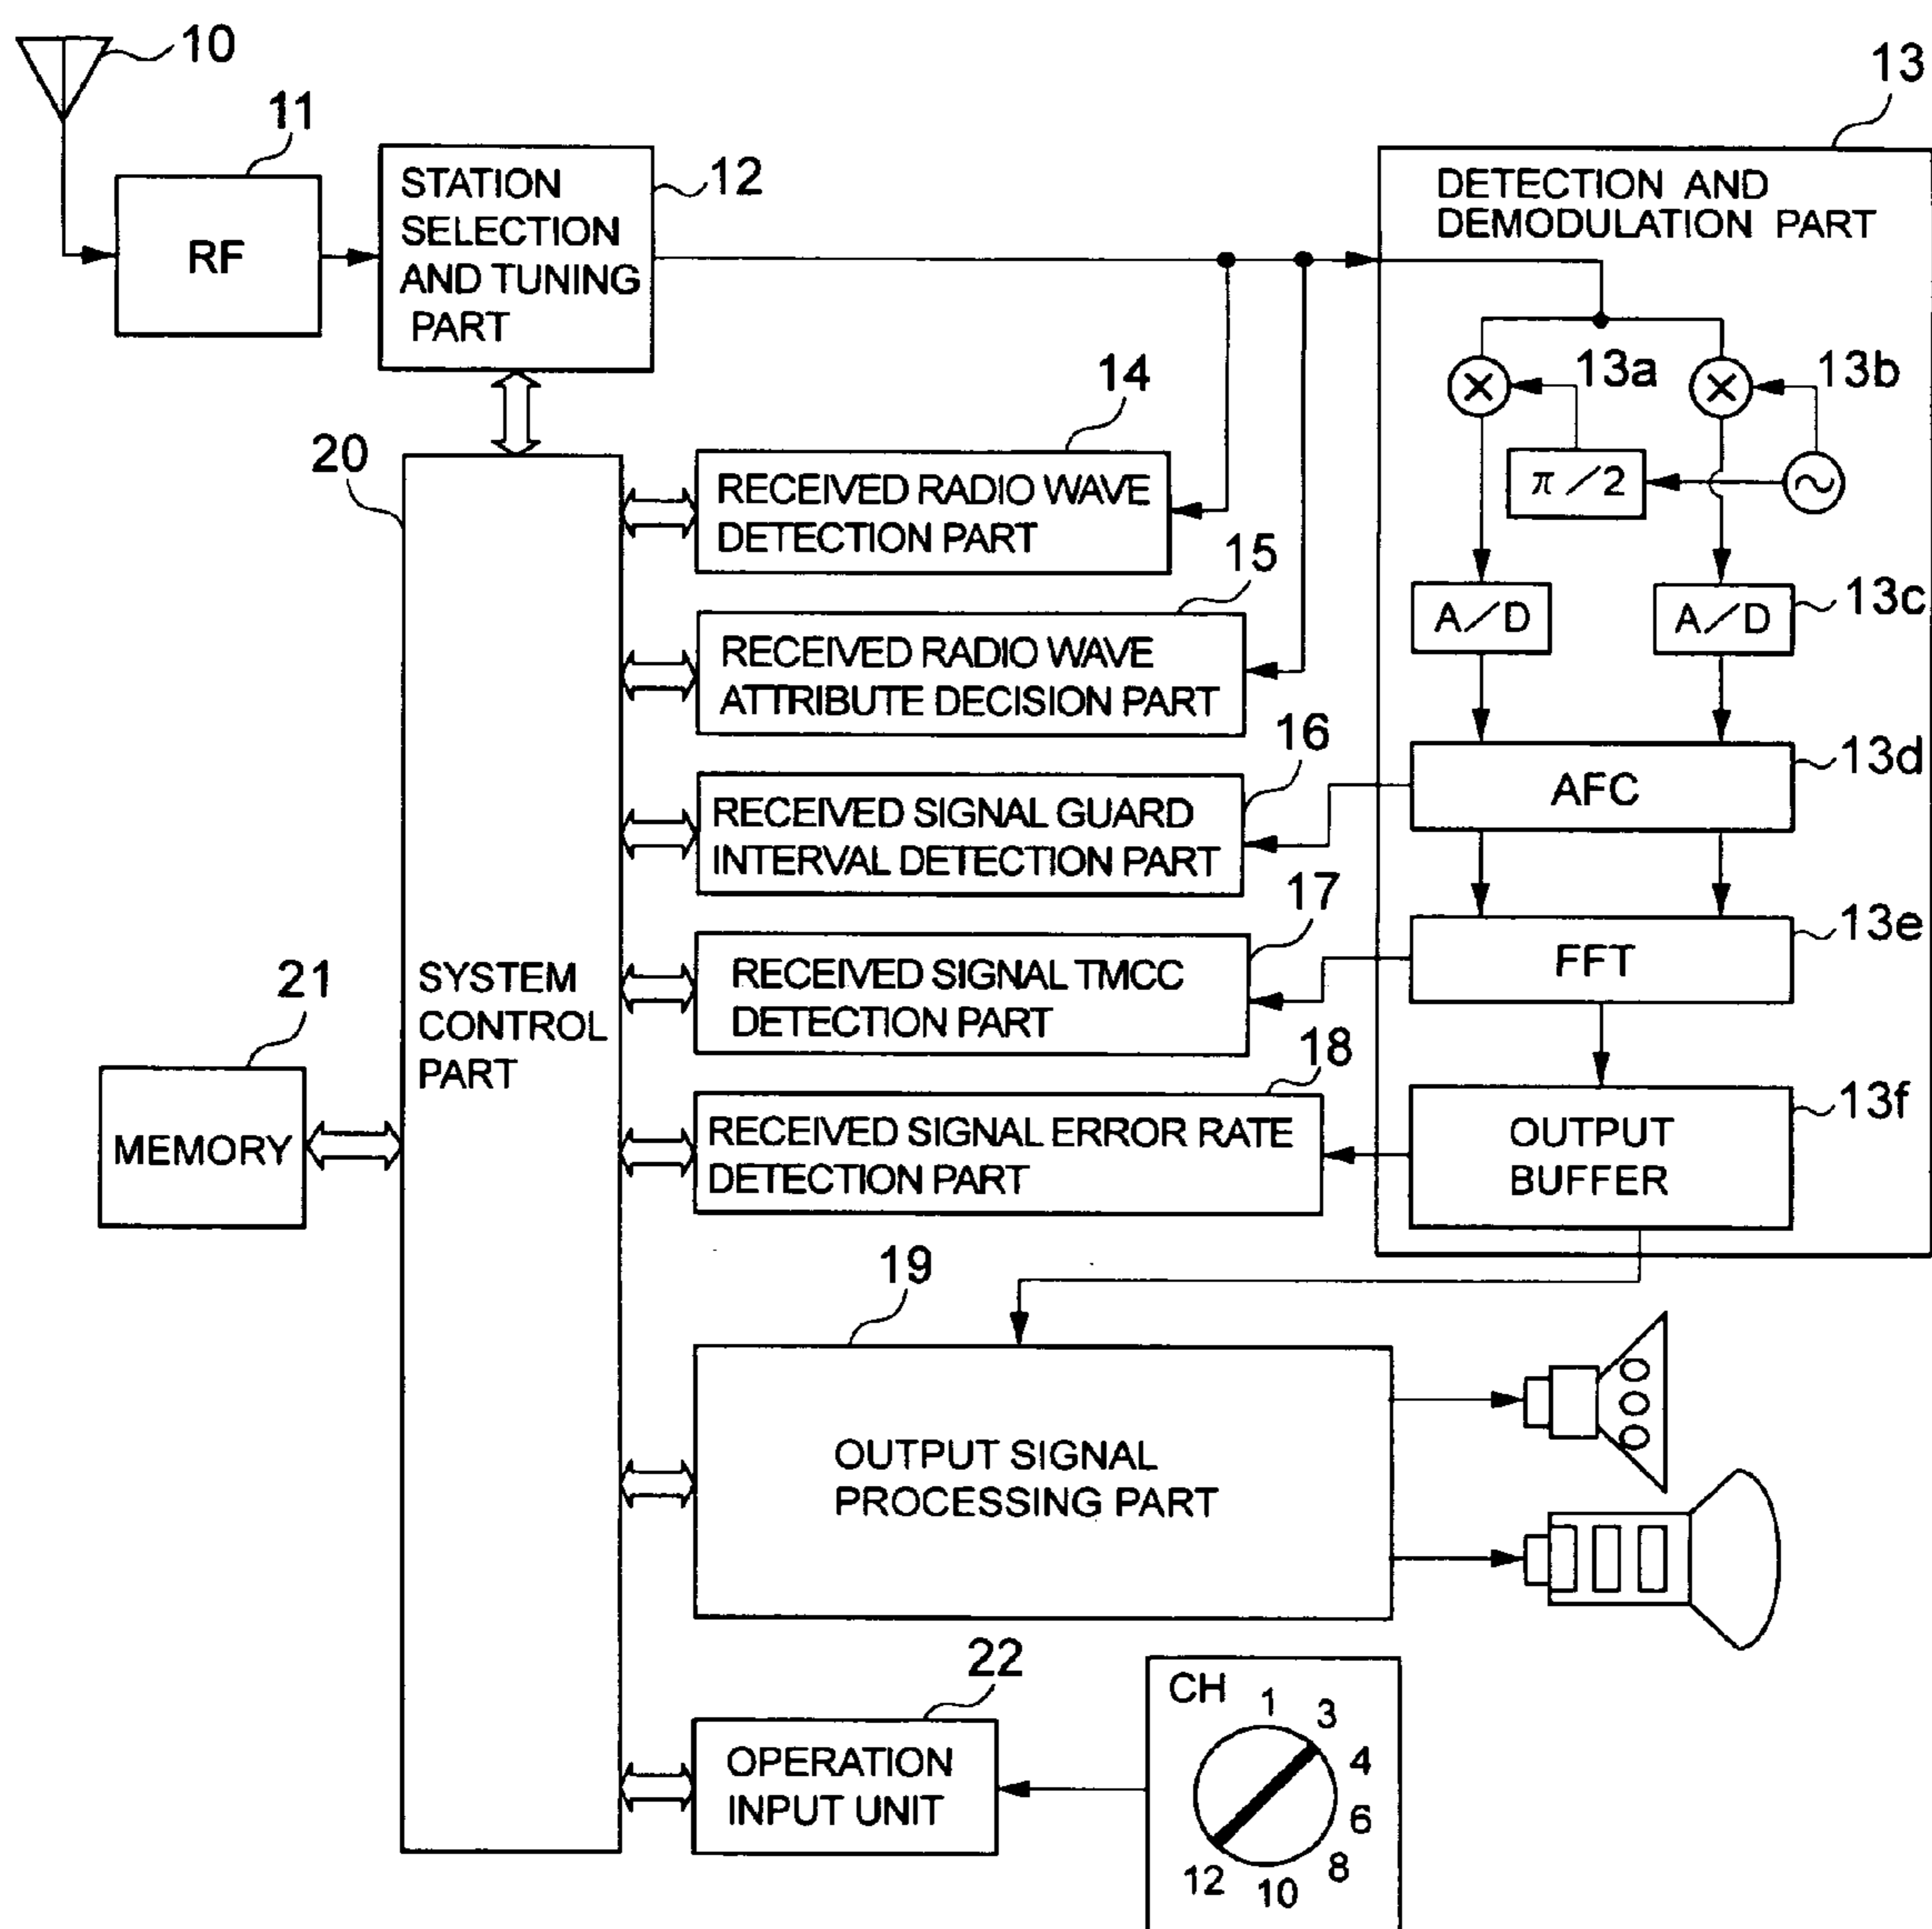 10
11
RF
STATION
SELECTION
AND TUNING
PART
12
13
DETECTION AND
DEMODULATION PART
13a
13b
π/2
A/D
A/D
13c
AFC
13d
FFT
13e
OUTPUT
BUFFER
13f
14
RECEIVED RADIO WAVE
DETECTION PART
15
RECEIVED RADIO WAVE
ATTRIBUTE DECISION PART
16
RECEIVED SIGNAL GUARD
INTERVAL DETECTION PART
17
RECEIVED SIGNAL TMCC
DETECTION PART
18
RECEIVED SIGNAL ERROR RATE
DETECTION PART
20
SYSTEM
CONTROL
PART
21
MEMORY
19
OUTPUT SIGNAL
PROCESSING PART
22
OPERATION
INPUT UNIT
CH
1
3
4
6
8
10
12